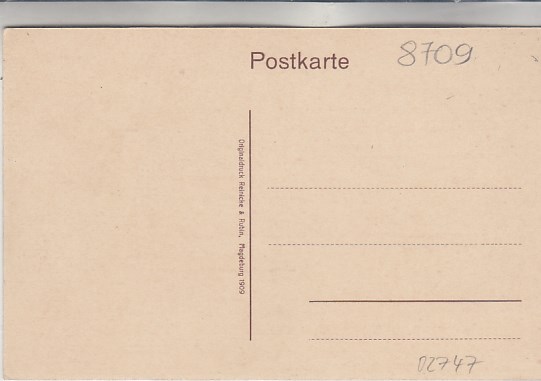 Postkarte
8709
Originaldruck Reinicke & Rubin, Magdeburg 1909
02747